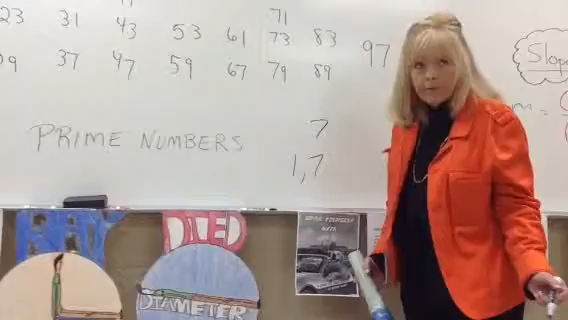 71
23 31 43 53 61 73 83 97
29 37 47 59 67 79 89
Slope
m =
PRIME NUMBERS 7
1,7
DITED
DIAMETER